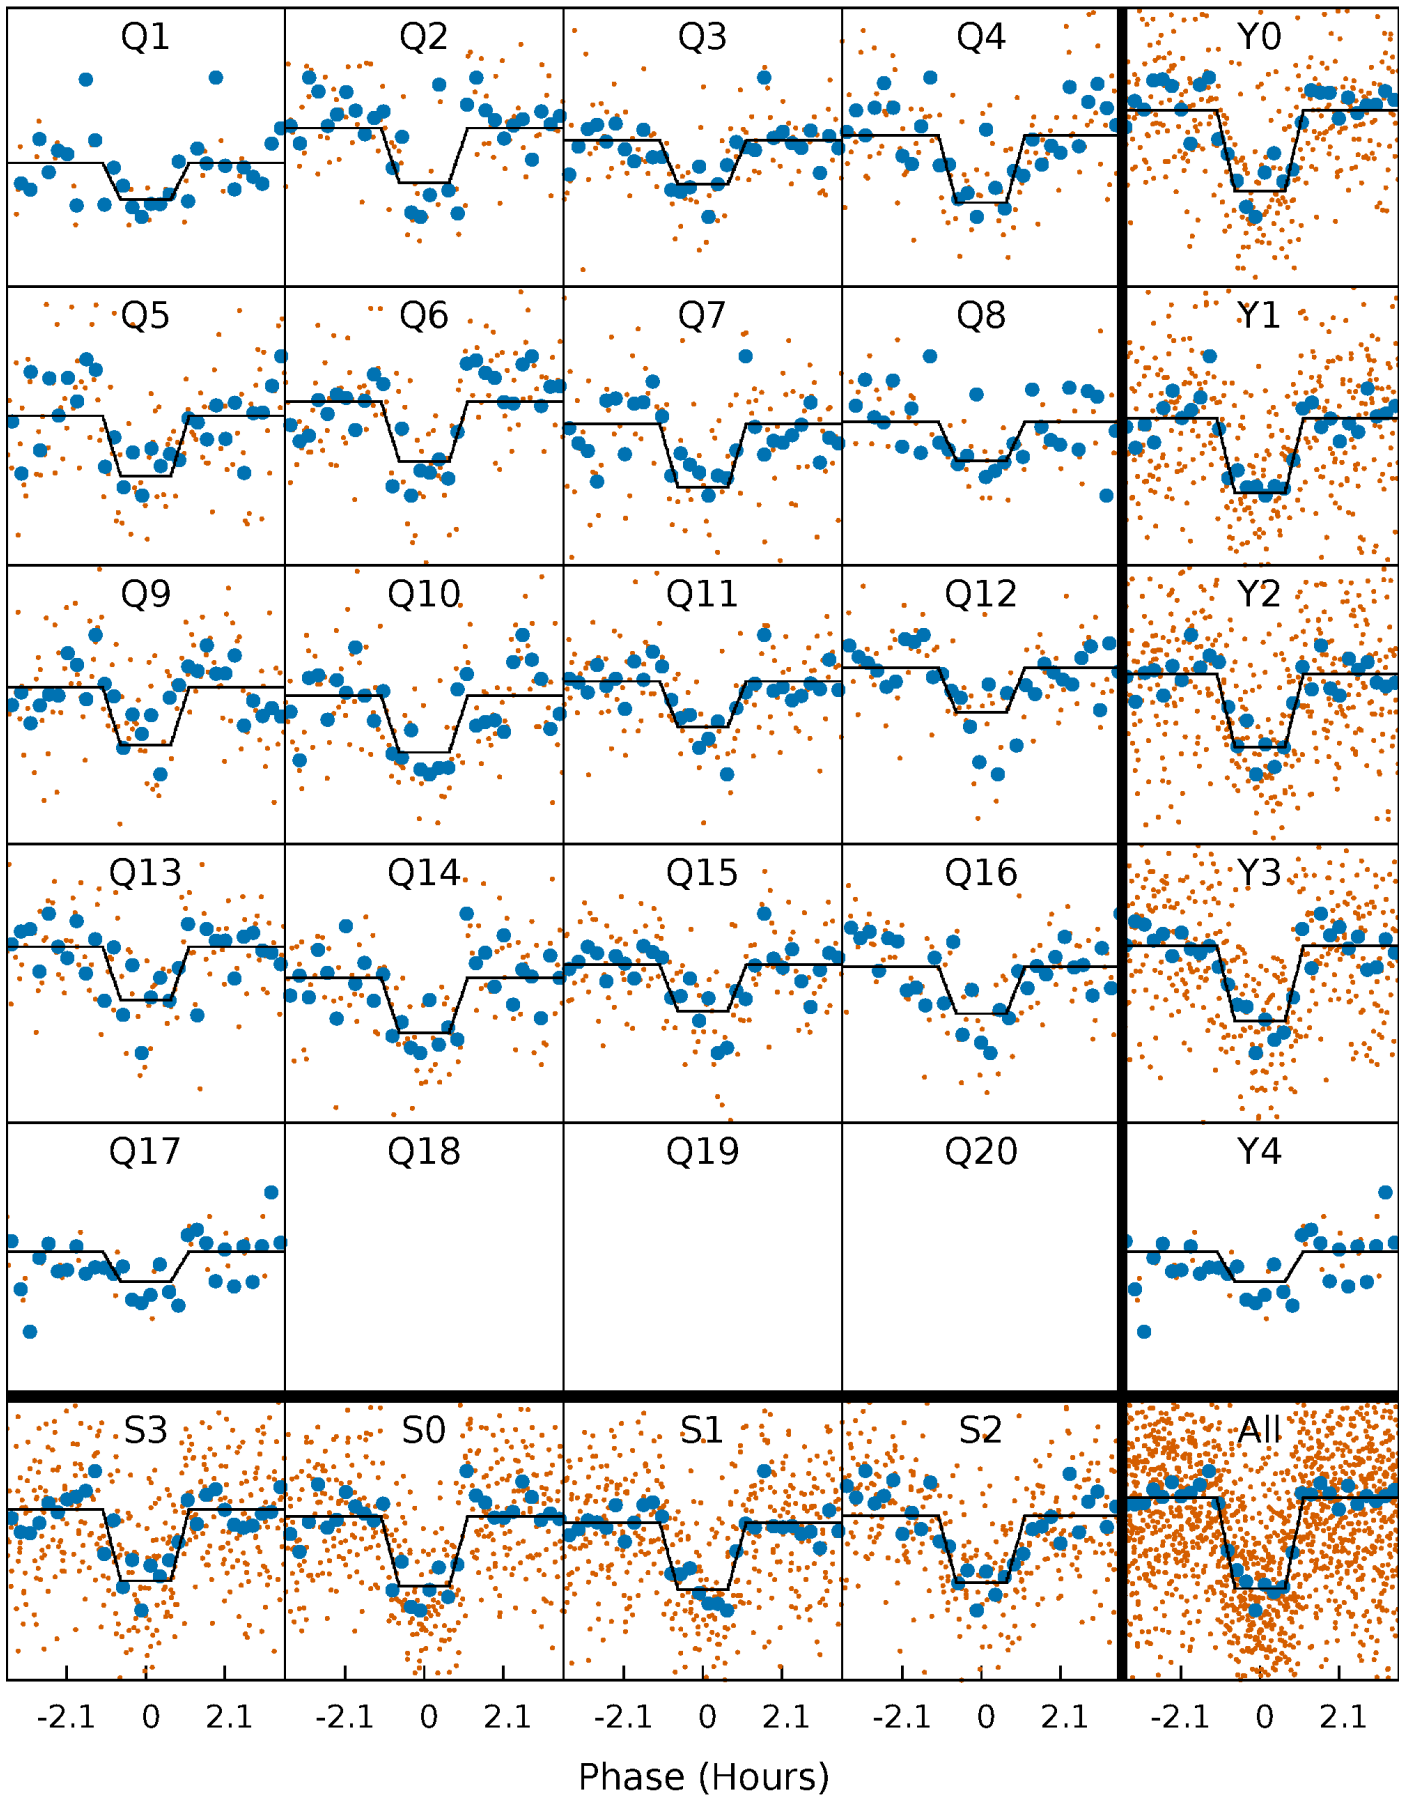 Q1 Q2 Q3 Q4 Y0
Q5 Q6 Q7 Q8 Y1
Q9 Q10 Q11 Q12 Y2
Q13 Q14 Q15 Q16 Y3
Q17 Q18 Q19 Q20 Y4
S3 S0 S1 S2 All
-2.1 0 2.1 -2.1 0 2.1 -2.1 0 2.1 -2.1 0 2.1 -2.1 0 2.1
Phase (Hours)